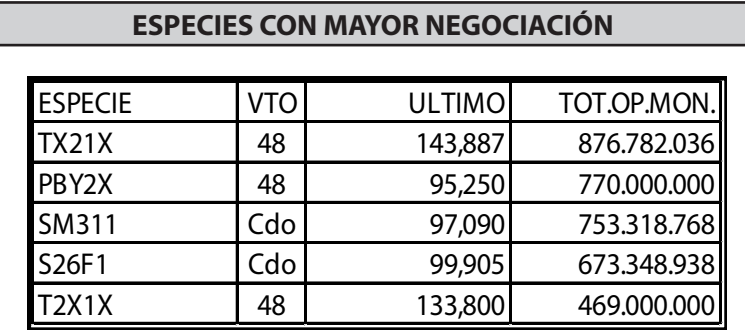 ESPECIES CON MAYOR NEGOCIACIÓN
ESPECIE VTO ULTIMO TOT.OP.MON.
TX21X 48 143,887 876.782.036
PBY2X 48 95,250 770.000.000
SM311 Cdo 97,090 753.318.768
S26F1 Cdo 99,905 673.348.938
T2X1X 48 133,800 469.000.000